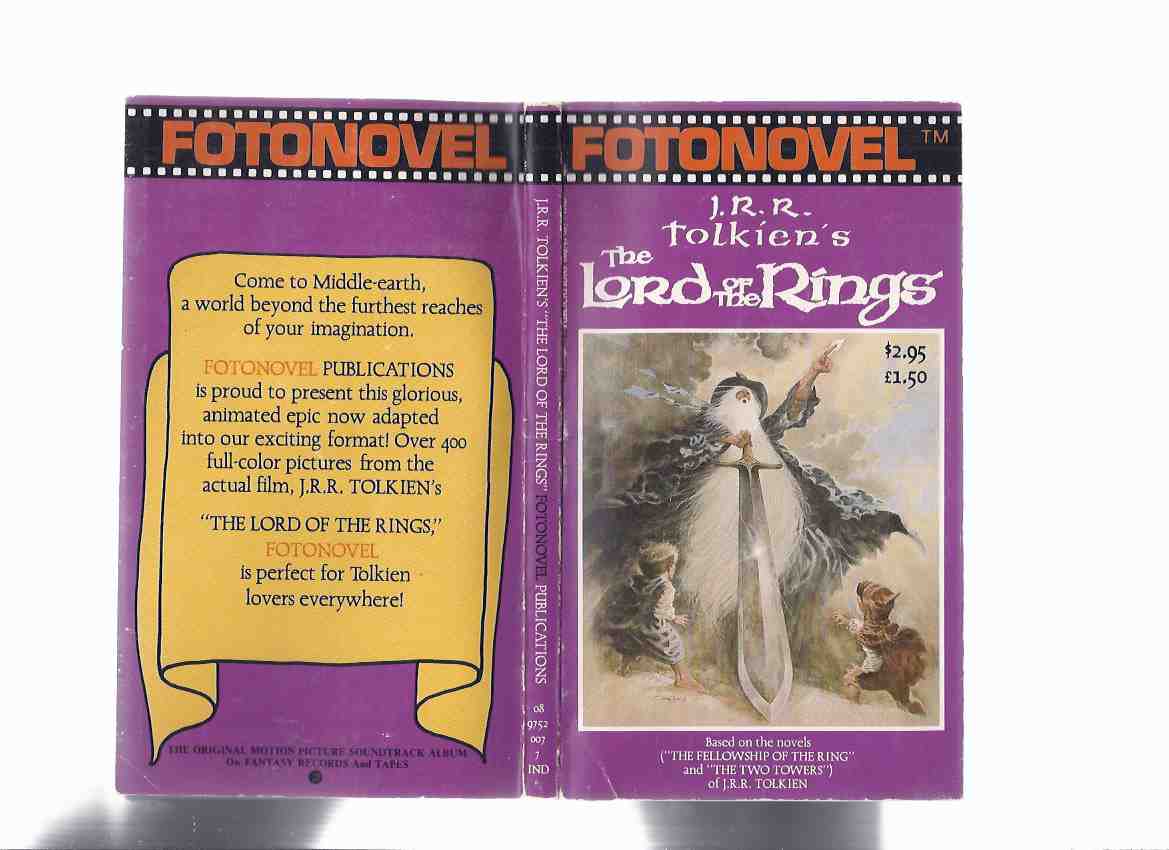 FOTONOVEL
Come to Middle-earth,
a world beyond the furthest reaches
of your imagination.
FOTONOVEL PUBLICATIONS
is proud to present this glorious,
animated epic now adapted
into our exciting format! Over 400
full-color pictures from the
actual film, J.R.R. TOLKIEN's
"THE LORD OF THE RINGS,"
FOTONOVEL
is perfect for Tolkien
lovers everywhere!
THE ORIGINAL MOTION PICTURE SOUNDTRACK ALBUM
On FANTASY RECORDS And TAPES
J.R.R. TOLKIEN'S "THE LORD OF THE RINGS" FOTONOVEL PUBLICATIONS
08
9752
007
7
IND
FOTONOVEL™
J.R.R.
Tolkien's
The
Lord of The Rings
$2.95
£1.50
Based on the novels
("THE FELLOWSHIP OF THE RING"
and "THE TWO TOWERS")
of J.R.R. TOLKIEN